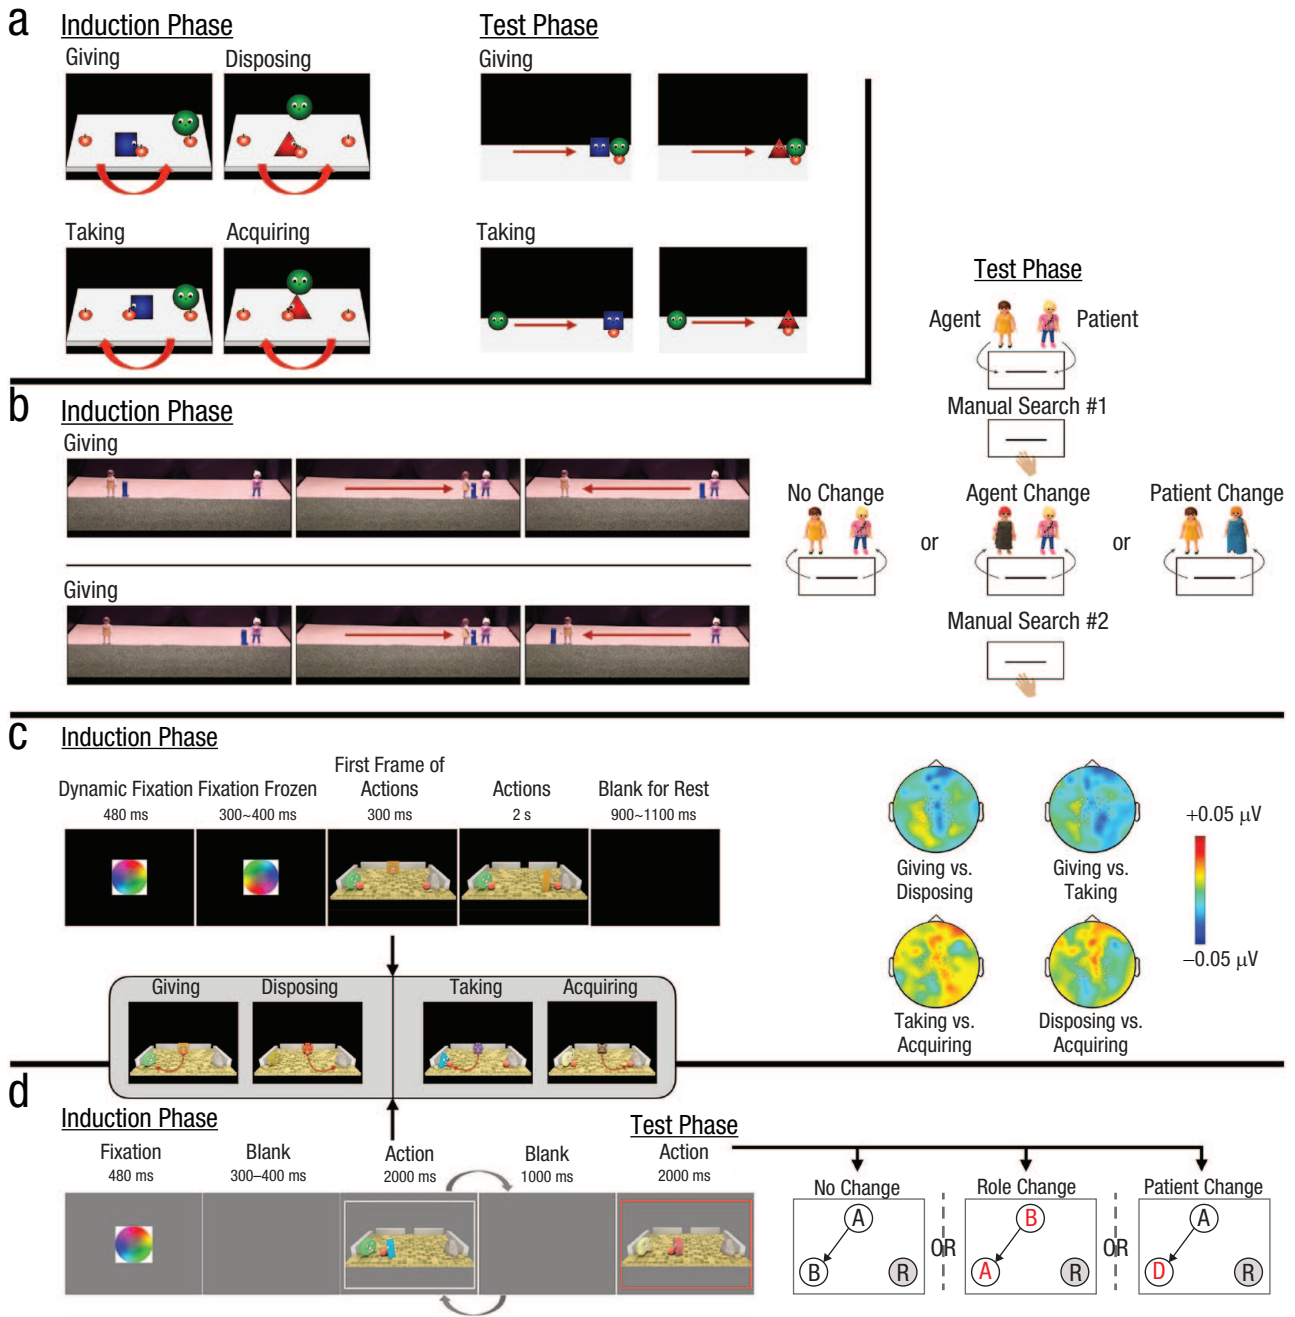 a
Induction Phase
Test Phase
Giving
Disposing
Giving
Taking
Acquiring
Taking
Test Phase
Agent
Patient
Manual Search #1
b
Induction Phase
Giving
No Change
Agent Change
Patient Change
or
or
Giving
Manual Search #2
c
Induction Phase
Dynamic Fixation
480 ms
Fixation Frozen
300~400 ms
First Frame of
Actions
300 ms
Actions
2 s
Blank for Rest
900~1100 ms
Giving vs.
Disposing
Giving vs.
Taking
+0.05 μV
−0.05 μV
Taking vs.
Acquiring
Disposing vs.
Acquiring
Giving
Disposing
Taking
Acquiring
d
Induction Phase
Test Phase
Fixation
480 ms
Blank
300–400 ms
Action
2000 ms
Blank
1000 ms
Action
2000 ms
No Change
A
B
R
OR
Role Change
B
A
R
OR
Patient Change
A
D
R